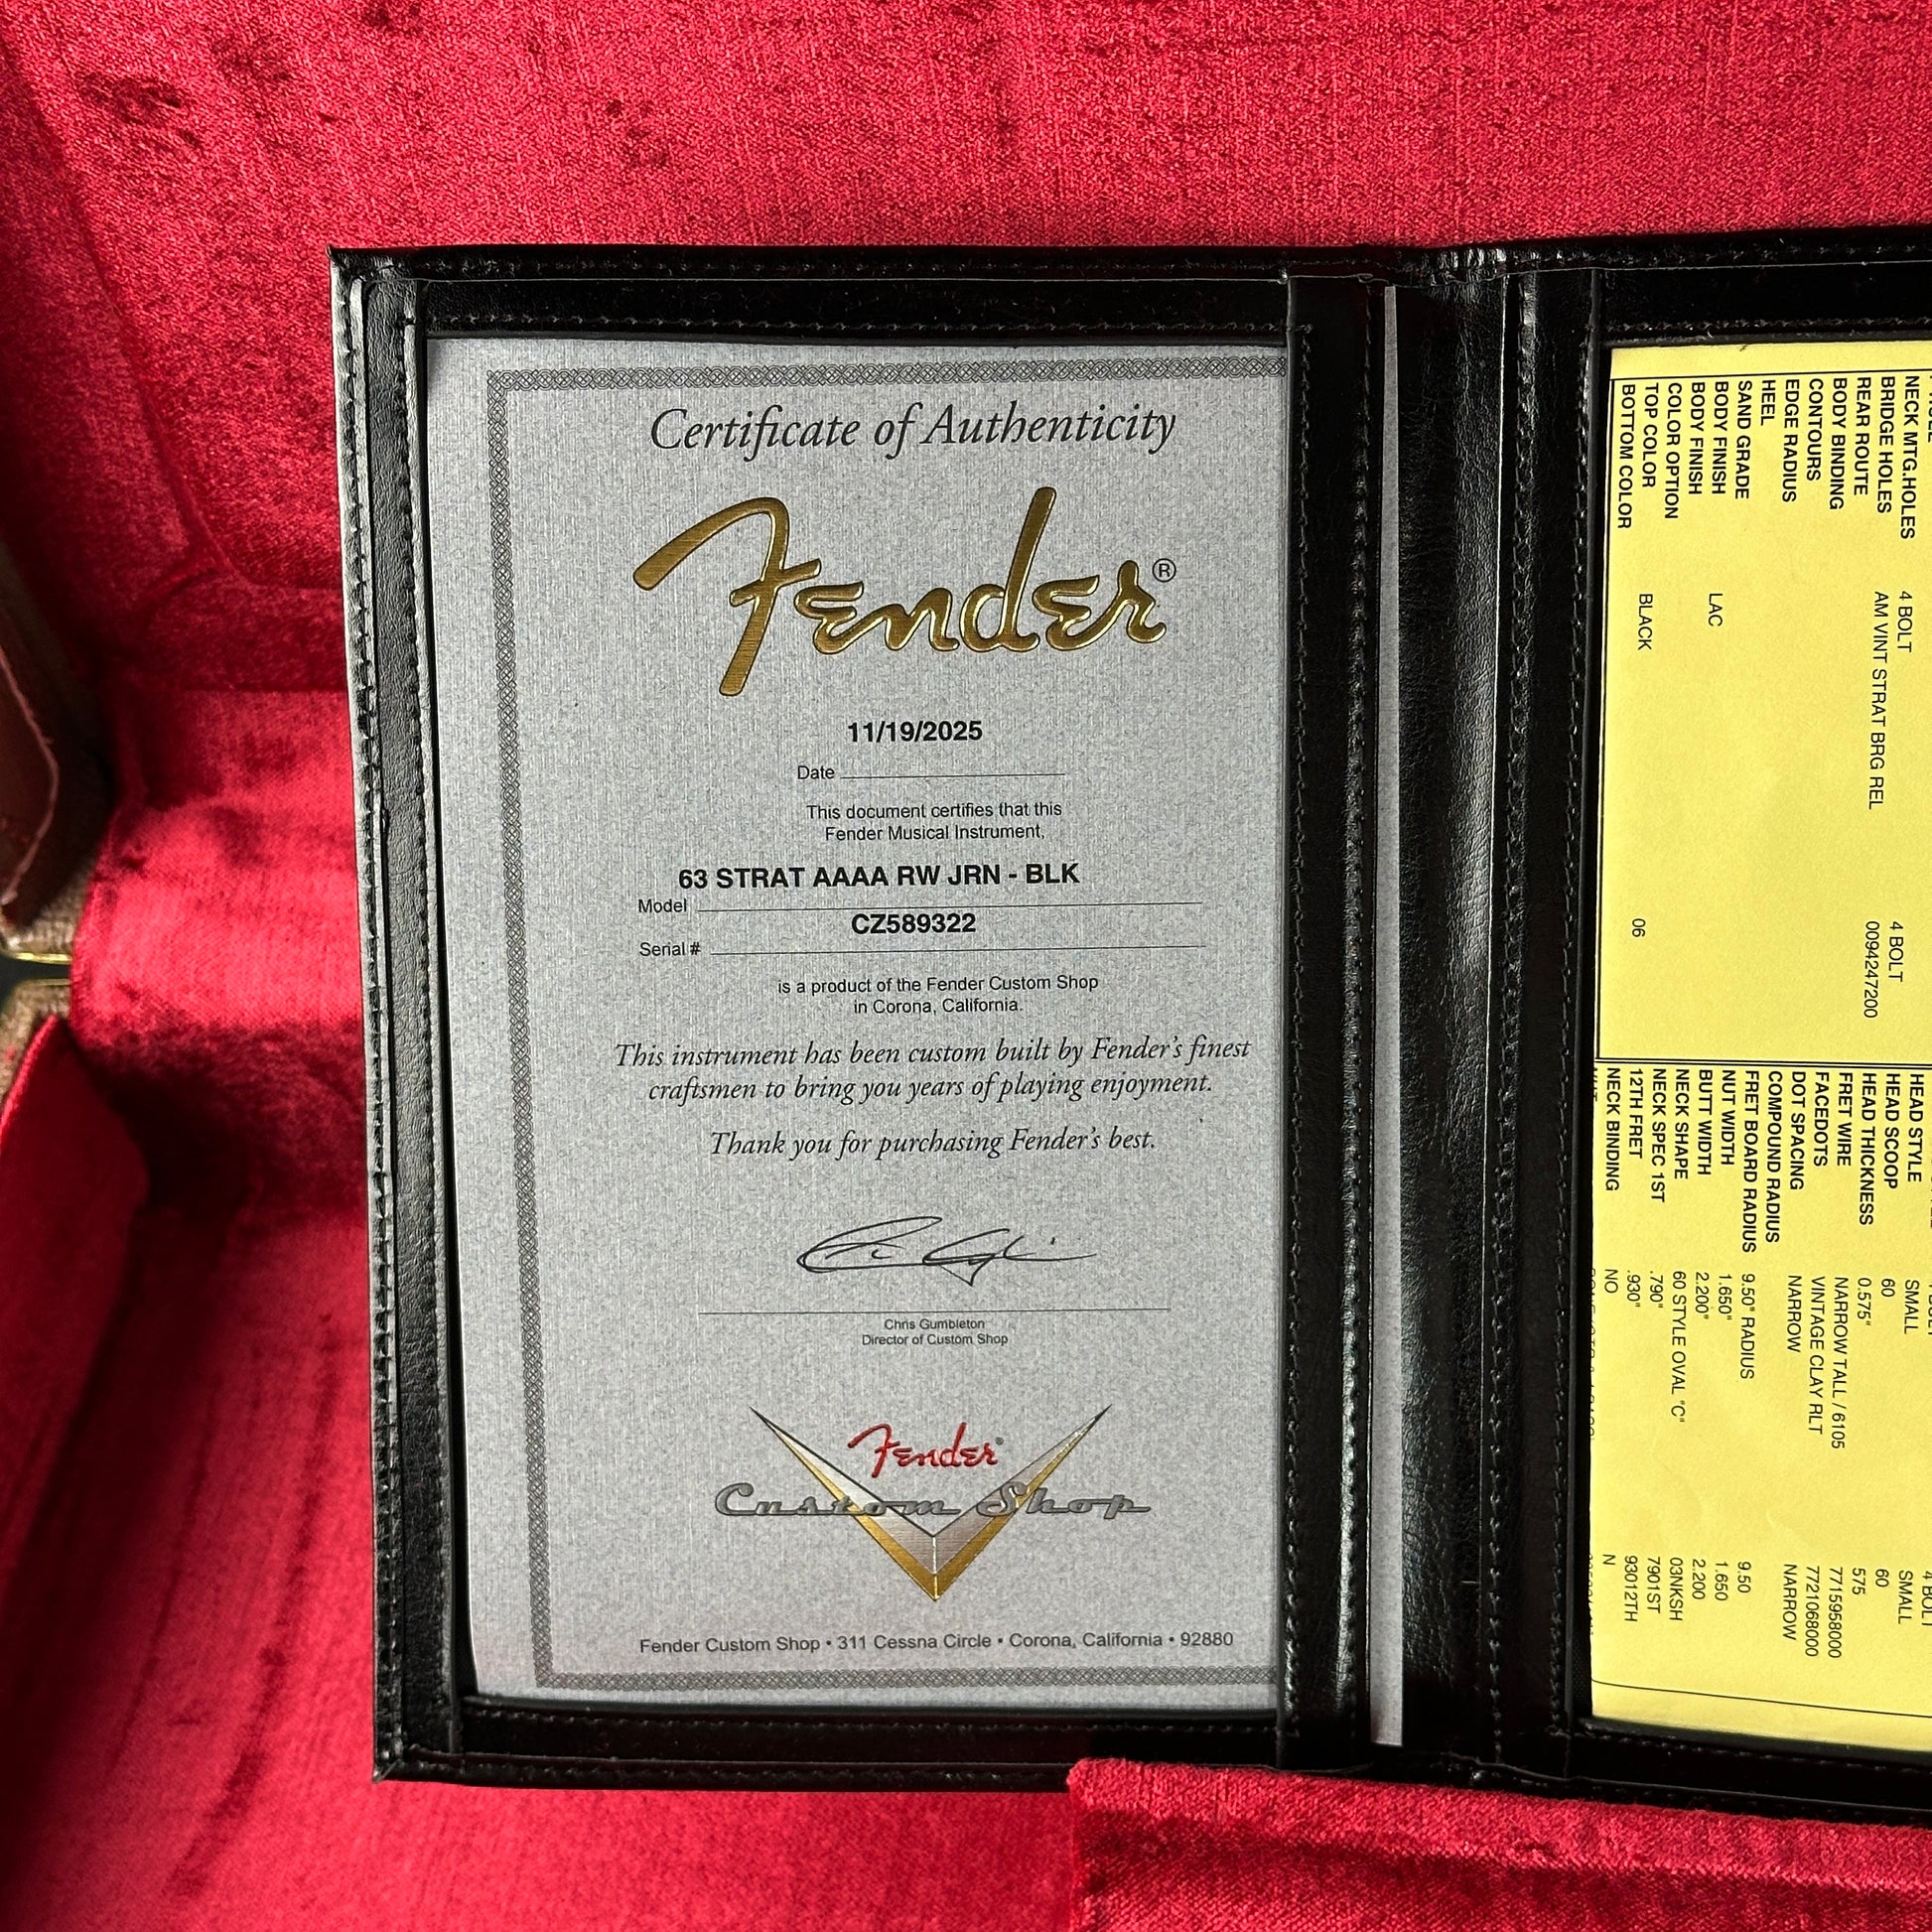 Certificate of Authenticity
Fender®
11/19/2025
Date
This document certifies that this
Fender Musical Instrument,
63 STRAT AAAA RW JRN - BLK
Model
CZ589322
Serial #
is a product of the Fender Custom Shop
in Corona, California.
This instrument has been custom built by Fender's finest
craftsmen to bring you years of playing enjoyment.
Thank you for purchasing Fender's best.
Chris Gumbleton
Director of Custom Shop
Fender®
Custom Shop
Fender Custom Shop • 311 Cessna Circle • Corona, California • 92880
NECK MTG.HOLES 4 BOLT 4 BOLT
BRIDGE HOLES AM VINT STRAT BRG REL 0094247200
REAR ROUTE
BODY BINDING
CONTOURS
EDGE RADIUS
HEEL
SAND GRADE
BODY FINISH LAC
BODY FINISH
COLOR OPTION
TOP COLOR BLACK 06
BOTTOM COLOR
HEAD STYLE SMALL SMALL
HEAD SCOOP 60 60
HEAD THICKNESS 0.575" 575
FRET WIRE NARROW TALL / 6105 7715958000
FACEDOTS VINTAGE CLAY RLT 7721068000
DOT SPACING NARROW NARROW
COMPOUND RADIUS
FRET BOARD RADIUS 9.50" RADIUS 9.50
NUT WIDTH 1.650" 1.650
BUTT WIDTH 2.200" 2.200
NECK SHAPE 60 STYLE OVAL "C" 03NKSH
NECK SPEC 1ST .790" 7901ST
12TH FRET .930" 93012TH
NECK BINDING NO N